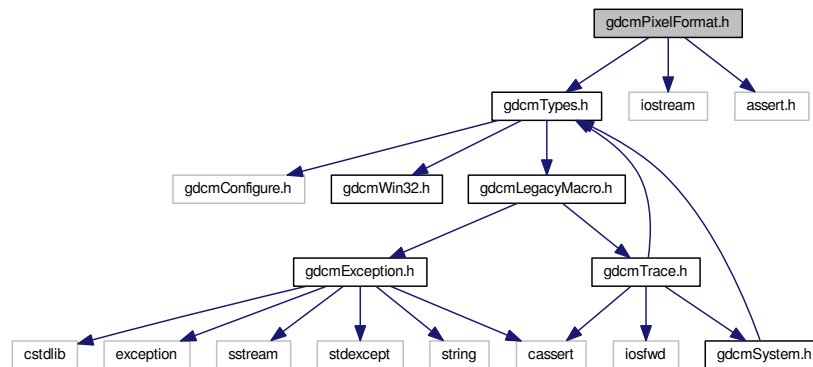 gdcmPixelFormat.h
gdcmTypes.h
iostream
assert.h
gdcmConfigure.h
gdcmWin32.h
gdcmLegacyMacro.h
gdcmException.h
gdcmTrace.h
cstdlib
exception
sstream
stdexcept
string
cassert
iosfwd
gdcmSystem.h